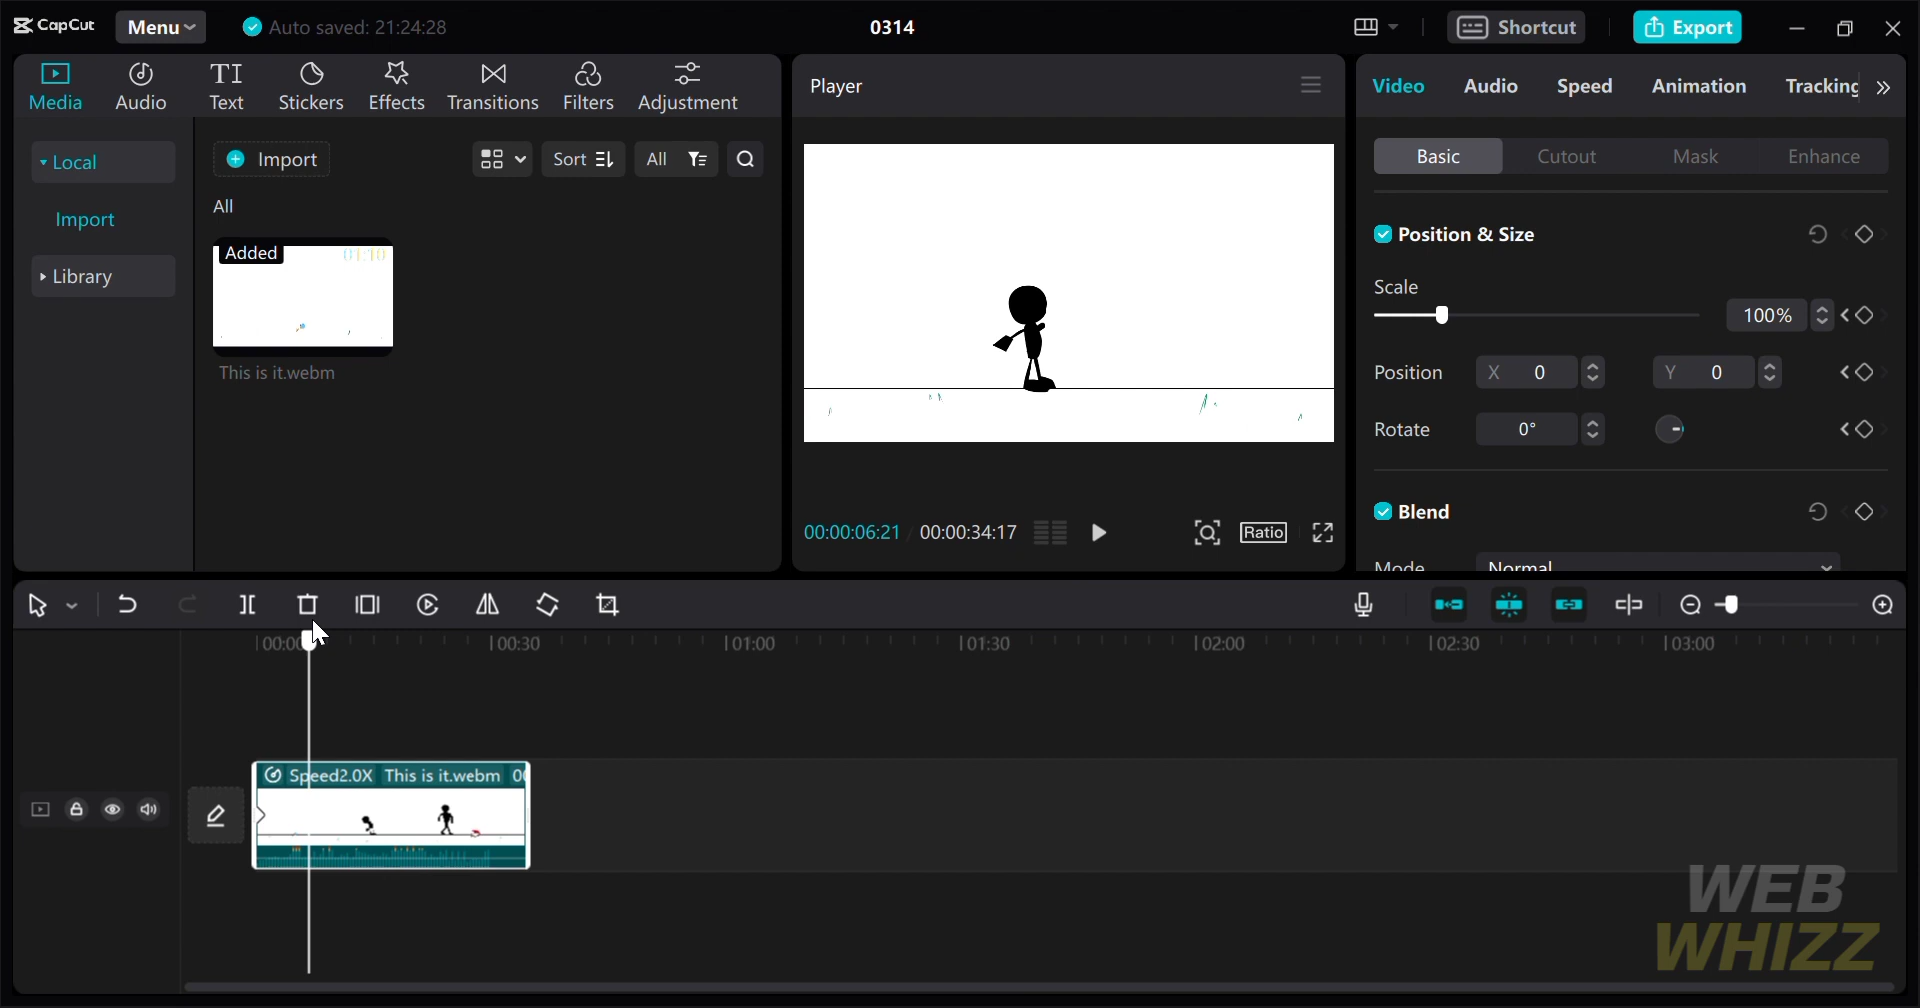 CapCut
Menu
Auto saved: 21:24:28
0314
Shortcut
Export
Media
Audio
Text
Stickers
Effects
Transitions
Filters
Adjustment
Local
Import
Library
Import
Sort
All
All
Added
This is it.webm
Player
00:00:06:21
00:00:34:17
Ratio
Video
Audio
Speed
Animation
Tracking
Basic
Cutout
Mask
Enhance
Position & Size
Scale
100%
Position
X 0
Y 0
Rotate
0°
Blend
Mode
Normal
00:00
00:30
01:00
01:30
02:00
02:30
03:00
Speed2.0X This is it.webm
WEB
WHIZZ